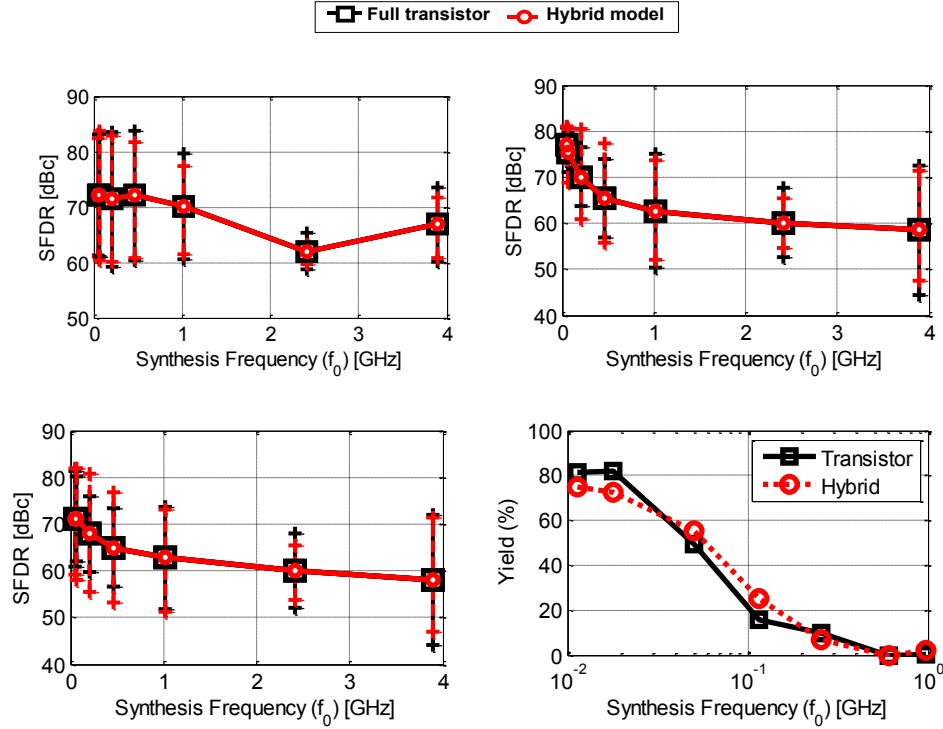 Full transistor Hybrid model
90
80
70
60
50
SFDR [dBc]
0 1 2 3 4
Synthesis Frequency (f0) [GHz]
90
80
70
60
50
40
SFDR [dBc]
0 1 2 3 4
Synthesis Frequency (f0) [GHz]
90
80
70
60
50
40
SFDR [dBc]
0 1 2 3 4
Synthesis Frequency (f0) [GHz]
100
80
60
40
20
0
Yield (%)
Transistor
Hybrid
10^-2 10^-1 10^0
Synthesis Frequency (f0) [GHz]